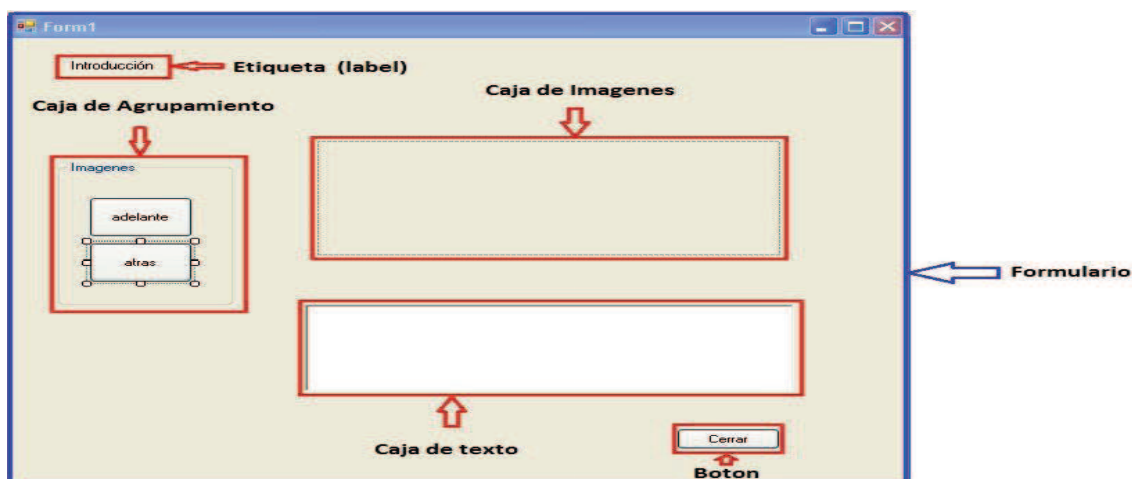 Form1
Introducción
Etiqueta (label)
Caja de Imagenes
Caja de Agrupamiento
Imagenes
adelante
atras
Formulario
Caja de texto
Cerrar
Boton